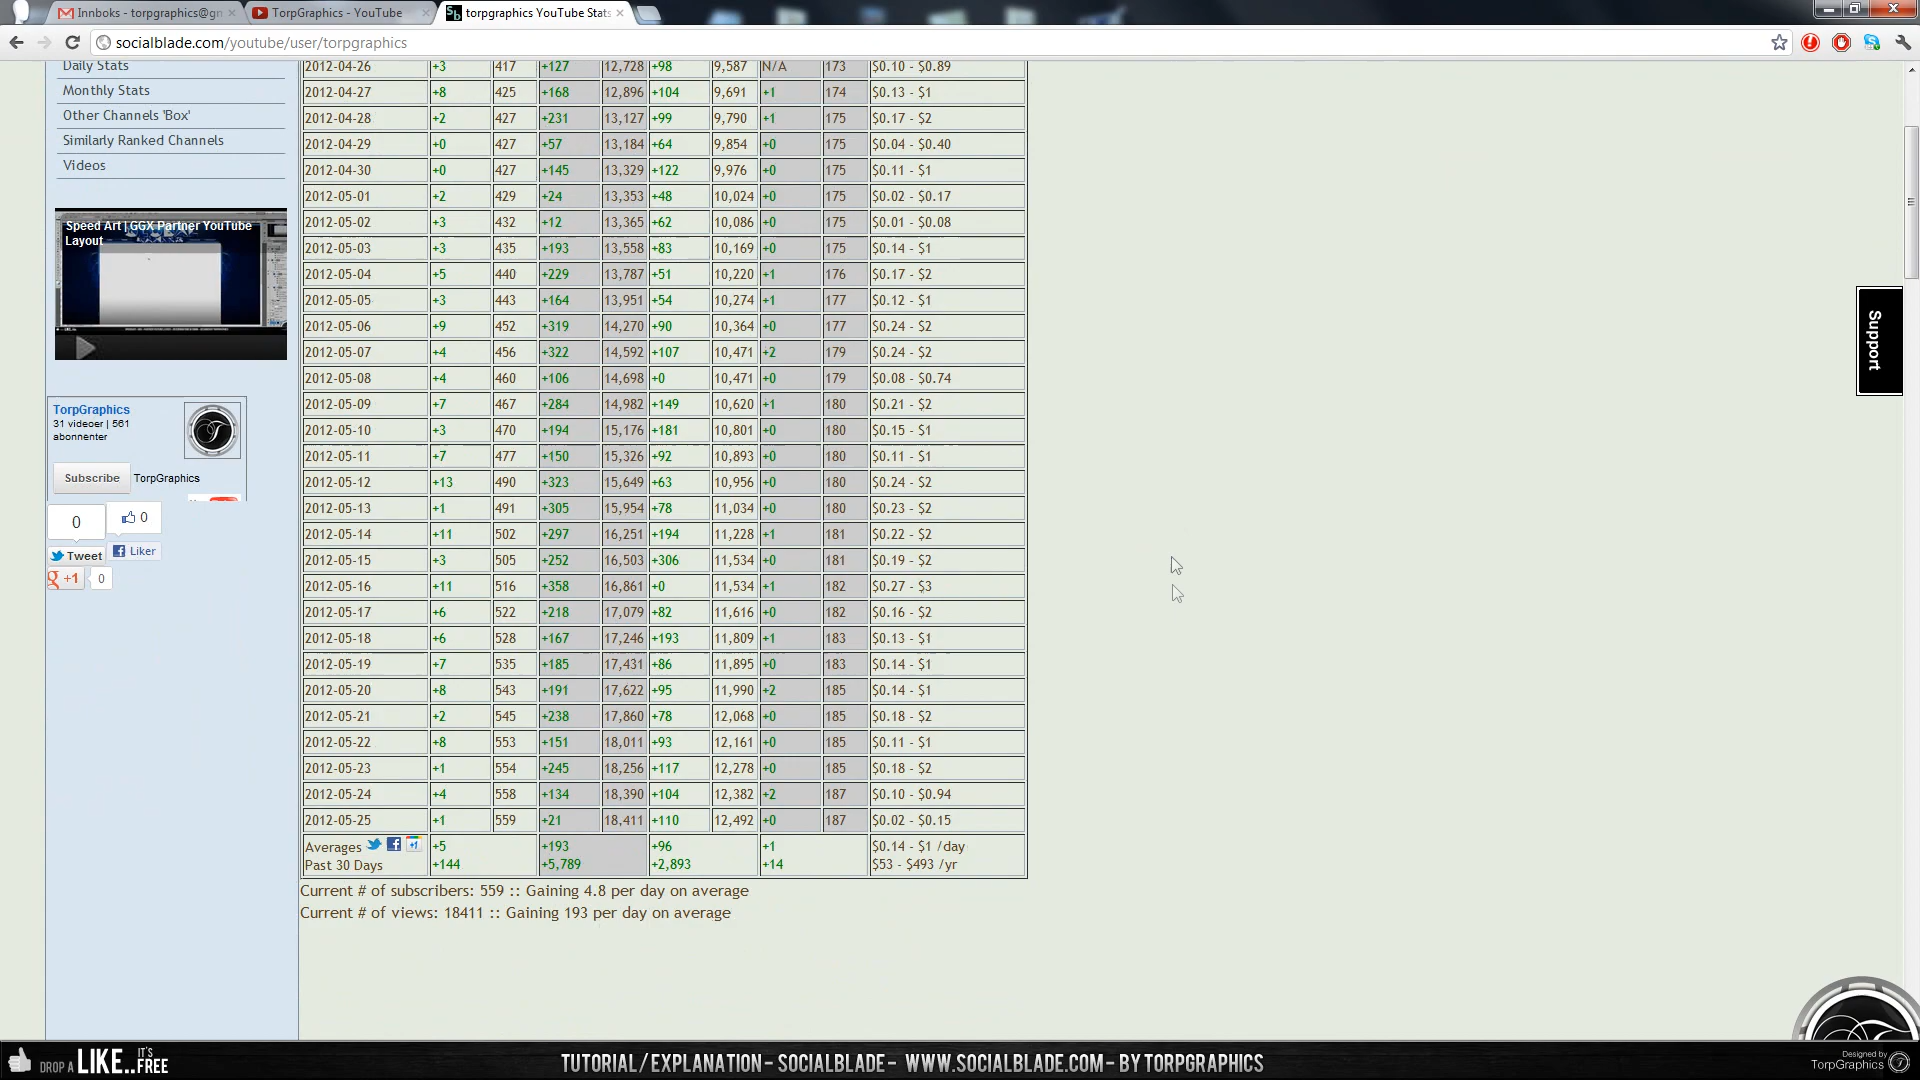 Innboks - torpgraphics@gn
TorpGraphics - YouTube
Sb torpgraphics YouTube Stats
socialblade.com/youtube/user/torpgraphics
Daily Stats
Monthly Stats
Other Channels 'Box'
Similarly Ranked Channels
Videos
Speed Art | GGX Partner YouTube
Layout
TorpGraphics
31 videoer | 561
abonnenter
Subscribe TorpGraphics
0 0
Tweet Liker
g +1 0
2012-04-26 +3 417 +127 12,728 +98 9,587 N/A 173 $0.10 - $0.89
2012-04-27 +8 425 +168 12,896 +104 9,691 +1 174 $0.13 - $1
2012-04-28 +2 427 +231 13,127 +99 9,790 +1 175 $0.17 - $2
2012-04-29 +0 427 +57 13,184 +64 9,854 +0 175 $0.04 - $0.40
2012-04-30 +0 427 +145 13,329 +122 9,976 +0 175 $0.11 - $1
2012-05-01 +2 429 +24 13,353 +48 10,024 +0 175 $0.02 - $0.17
2012-05-02 +3 432 +12 13,365 +62 10,086 +0 175 $0.01 - $0.08
2012-05-03 +3 435 +193 13,558 +83 10,169 +0 175 $0.14 - $1
2012-05-04 +5 440 +229 13,787 +51 10,220 +1 176 $0.17 - $2
2012-05-05 +3 443 +164 13,951 +54 10,274 +1 177 $0.12 - $1
2012-05-06 +9 452 +319 14,270 +90 10,364 +0 177 $0.24 - $2
2012-05-07 +4 456 +322 14,592 +107 10,471 +2 179 $0.24 - $2
2012-05-08 +4 460 +106 14,698 +0 10,471 +0 179 $0.08 - $0.74
2012-05-09 +7 467 +284 14,982 +149 10,620 +1 180 $0.21 - $2
2012-05-10 +3 470 +194 15,176 +181 10,801 +0 180 $0.15 - $1
2012-05-11 +7 477 +150 15,326 +92 10,893 +0 180 $0.11 - $1
2012-05-12 +13 490 +323 15,649 +63 10,956 +0 180 $0.24 - $2
2012-05-13 +1 491 +305 15,954 +78 11,034 +0 180 $0.23 - $2
2012-05-14 +11 502 +297 16,251 +194 11,228 +1 181 $0.22 - $2
2012-05-15 +3 505 +252 16,503 +306 11,534 +0 181 $0.19 - $2
2012-05-16 +11 516 +358 16,861 +0 11,534 +1 182 $0.27 - $3
2012-05-17 +6 522 +218 17,079 +82 11,616 +0 182 $0.16 - $2
2012-05-18 +6 528 +167 17,246 +193 11,809 +1 183 $0.13 - $1
2012-05-19 +7 535 +185 17,431 +86 11,895 +0 183 $0.14 - $1
2012-05-20 +8 543 +191 17,622 +95 11,990 +2 185 $0.14 - $1
2012-05-21 +2 545 +238 17,860 +78 12,068 +0 185 $0.18 - $2
2012-05-22 +8 553 +151 18,011 +93 12,161 +0 185 $0.11 - $1
2012-05-23 +1 554 +245 18,256 +117 12,278 +0 185 $0.18 - $2
2012-05-24 +4 558 +134 18,390 +104 12,382 +2 187 $0.10 - $0.94
2012-05-25 +1 559 +21 18,411 +110 12,492 +0 187 $0.02 - $0.15
Averages +5 +193 +96 +1 $0.14 - $1 /day
Past 30 Days +144 +5,789 +2,893 +14 $53 - $493 /yr
Current # of subscribers: 559 :: Gaining 4.8 per day on average
Current # of views: 18411 :: Gaining 193 per day on average
Support
DROP A LIKE.. IT'S FREE
TUTORIAL/EXPLANATION - SOCIALBLADE - WWW.SOCIALBLADE.COM - BY TORPGRAPHICS
Designed by
TorpGraphics